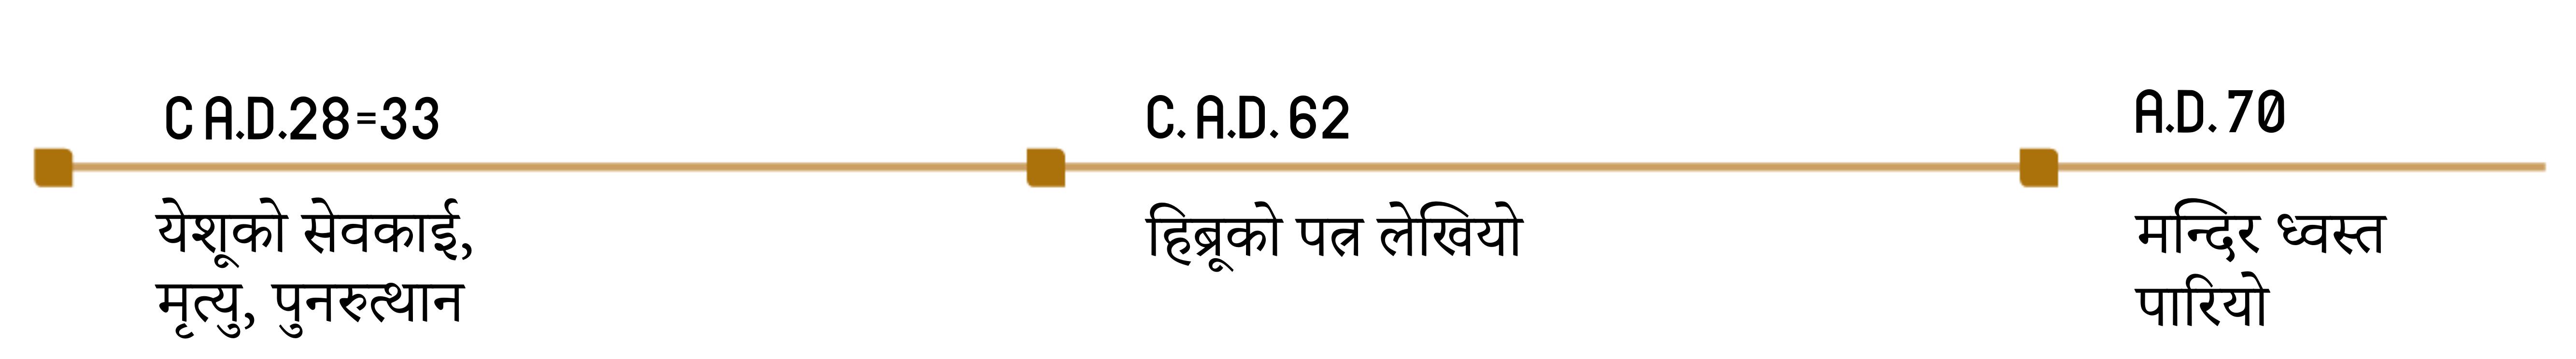 C A.D.28=33
येशूको सेवकाई,
मृत्यु, पुनरुत्थान
C. A.D. 62
हिब्रूको पत्र लेखियो
A.D. 70
मन्दिर ध्वस्त
पारियो